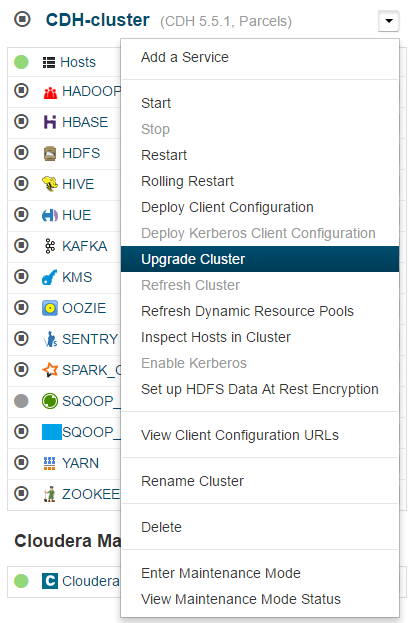 CDH-cluster (CDH 5.5.1, Parcels)
Hosts
HADOOP
HBASE
HDFS
HIVE
HUE
KAFKA
KMS
OOZIE
SENTRY
SPARK_
SQOOP_
SQOOP_
YARN
ZOOKEE
Cloudera Ma
Cloudera
Add a Service
Start
Stop
Restart
Rolling Restart
Deploy Client Configuration
Deploy Kerberos Client Configuration
Upgrade Cluster
Refresh Cluster
Refresh Dynamic Resource Pools
Inspect Hosts in Cluster
Enable Kerberos
Set up HDFS Data At Rest Encryption
View Client Configuration URLs
Rename Cluster
Delete
Enter Maintenance Mode
View Maintenance Mode Status